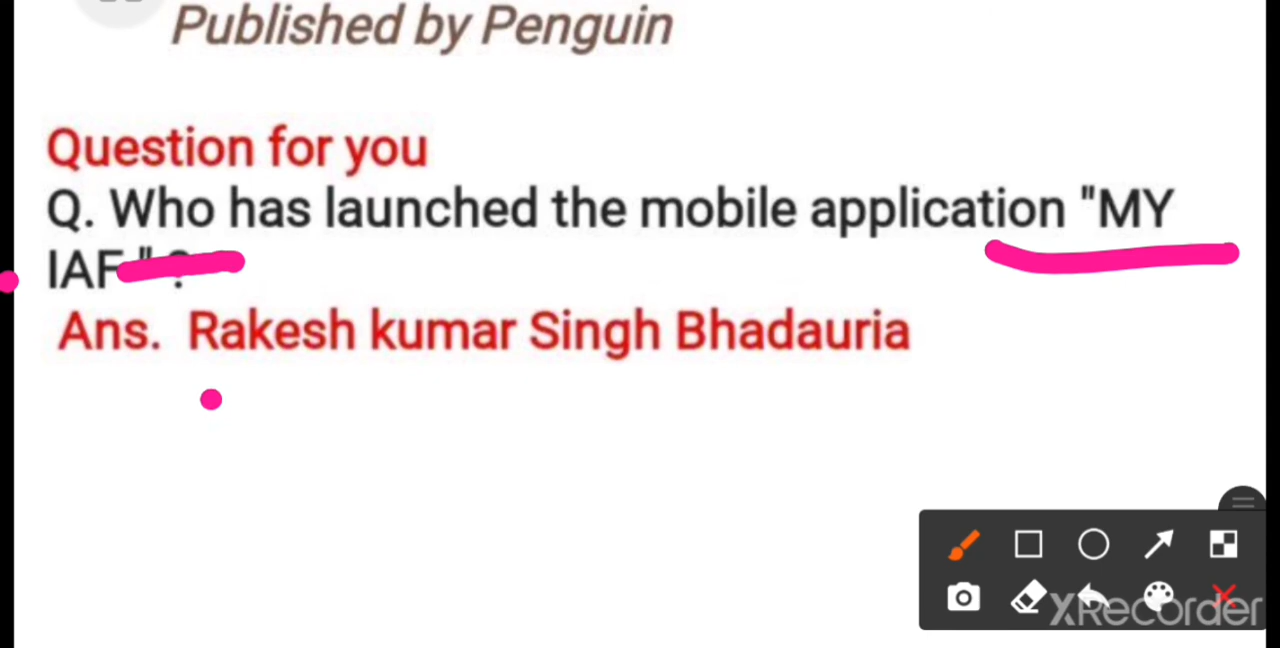 Published by Penguin
Question for you
Q. Who has launched the mobile application "MY
IAF " ?
Ans. Rakesh kumar Singh Bhadauria
XRecorder